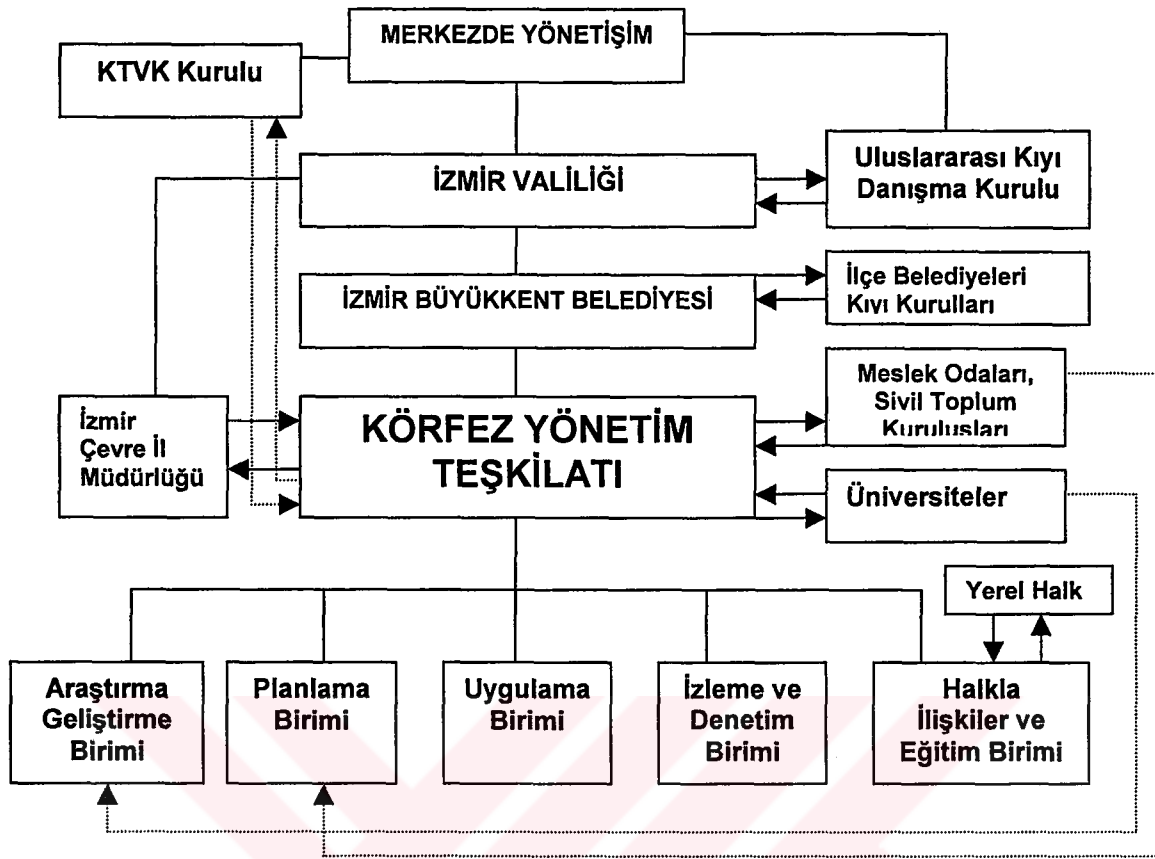 MERKEZDE YÖNETİŞİM
KTVK Kurulu
İZMİR VALİLİĞİ
Uluslararası Kıyı
Danışma Kurulu
İZMİR BÜYÜKKENT BELEDİYESİ
İlçe Belediyeleri
Kıyı Kurulları
Meslek Odaları,
Sivil Toplum
Kuruluşları
İzmir
Çevre İl
Müdürlüğü
KÖRFEZ YÖNETİM
TEŞKİLATI
Üniversiteler
Yerel Halk
Araştırma
Geliştirme
Birimi
Planlama
Birimi
Uygulama
Birimi
İzleme ve
Denetim
Birimi
Halkla
İlişkiler ve
Eğitim Birimi